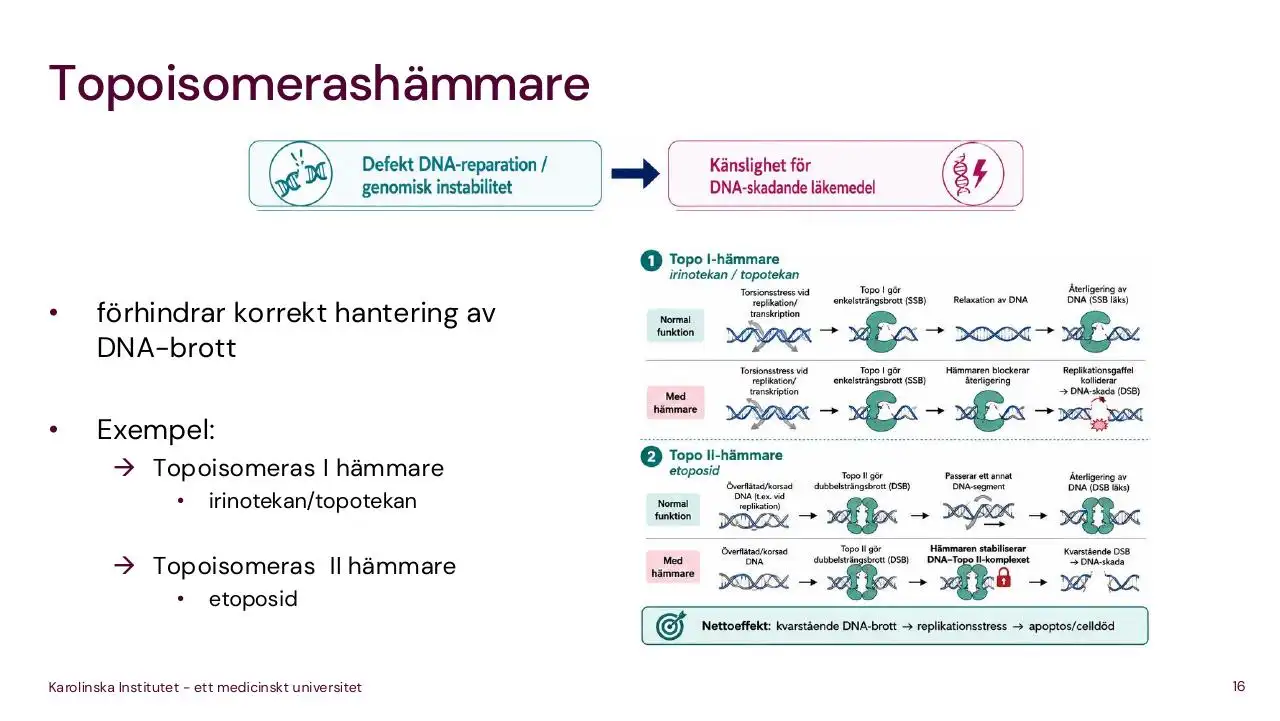 Topoisomerashämmare
Defekt DNA-reparation /
genomisk instabilitet
Känslighet för
DNA-skadande läkemedel
• förhindrar korrekt hantering av
DNA-brott
• Exempel:
→ Topoisomeras I hämmare
• irinotekan/topotekan
→ Topoisomeras II hämmare
• etoposid
1 Topo I-hämmare
irinotekan / topotekan
Normal
funktion
Torsionsstress vid
replikation/
transkription
Topo I gör
enkelsträngsbrott (SSB)
Relaxation av DNA
Återligering av
DNA (SSB läks)
Med
hämmare
Torsionsstress vid
replikation/
transkription
Topo I gör
enkelsträngsbrott (SSB)
Hämmaren blockerar
återligering
Replikationsgaffel
kolliderar
→ DNA-skada (DSB)
2 Topo II-hämmare
etoposid
Normal
funktion
Överflätad/korsad
DNA (t.ex. vid
replikation)
Topo II gör
dubbelsträngsbrott (DSB)
Passerar ett annat
DNA-segment
Återligering av
DNA (DSB läks)
Med
hämmare
Överflätad/korsad
DNA
Topo II gör
dubbelsträngsbrott (DSB)
Hämmaren stabiliserar
DNA–Topo II-komplexet
Kvarstående DSB
→ DNA-skada
Nettoeffekt: kvarstående DNA-brott → replikationsstress → apoptos/celldöd
Karolinska Institutet - ett medicinskt universitet
16